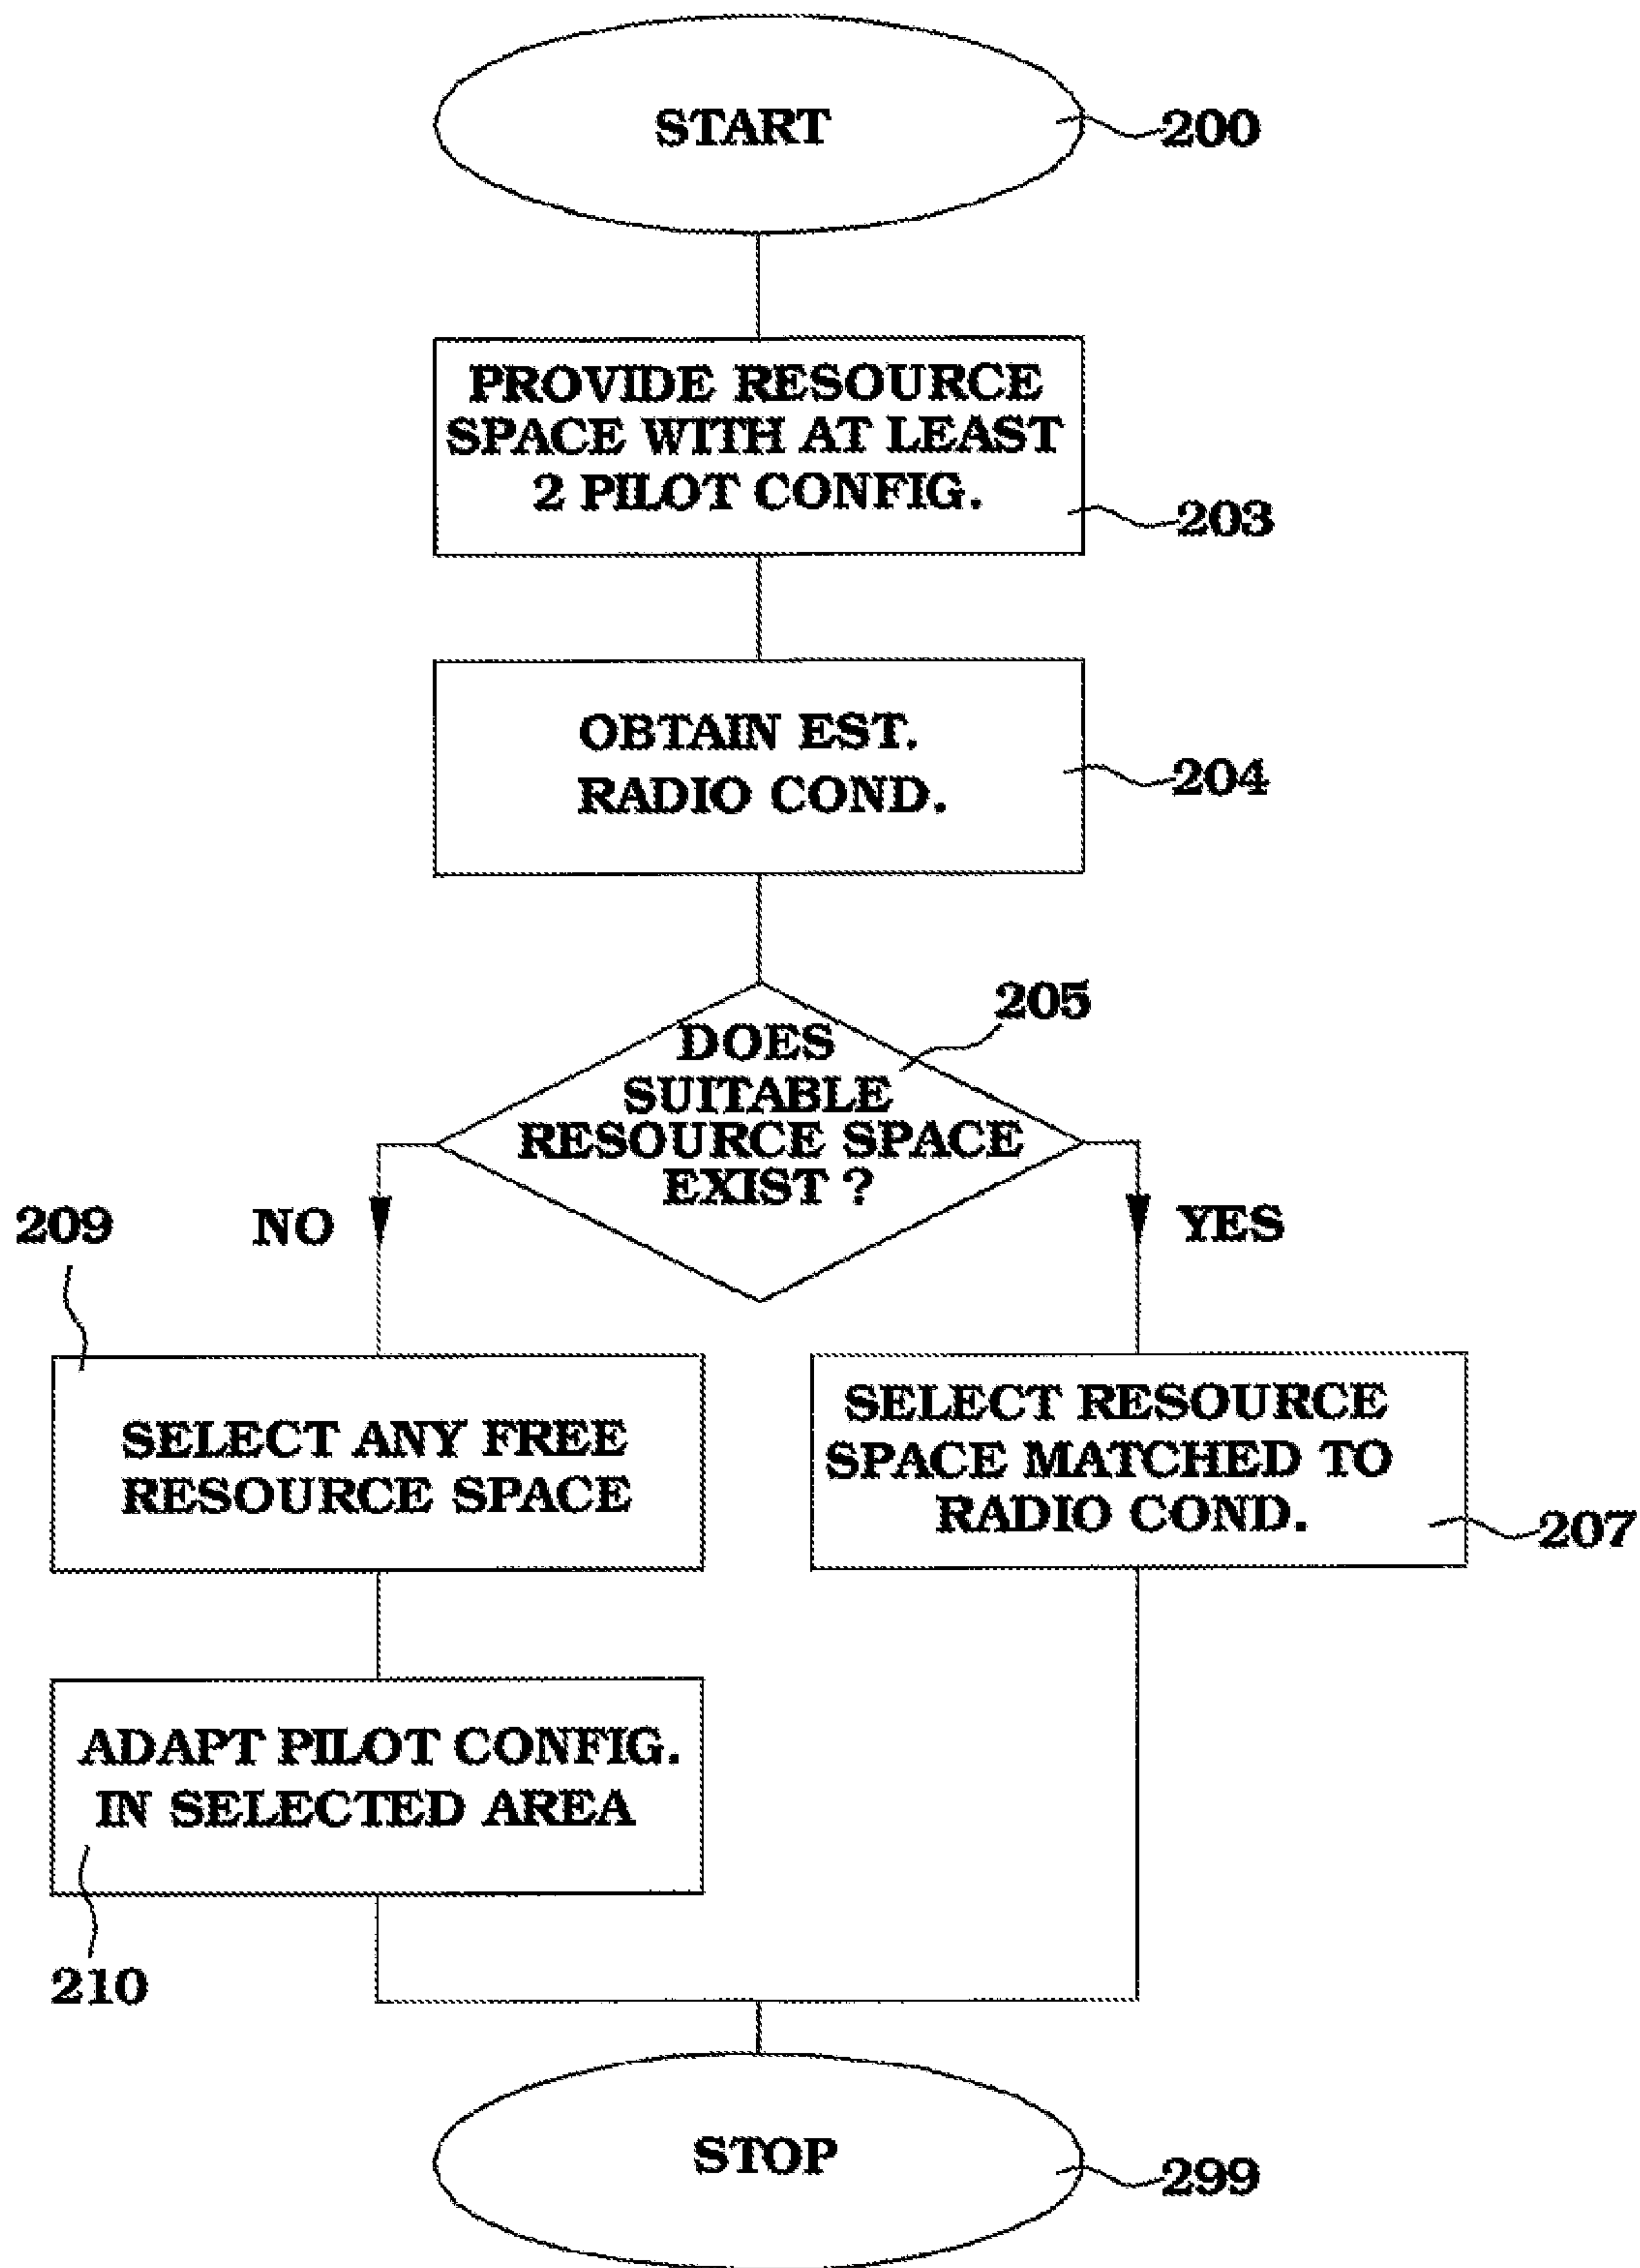 START
200
PROVIDE RESOURCE
SPACE WITH AT LEAST
2 PILOT CONFIG.
203
OBTAIN EST.
RADIO COND.
204
205
DOES
SUITABLE
RESOURCE SPACE
EXIST ?
209
NO
YES
SELECT ANY FREE
RESOURCE SPACE
SELECT RESOURCE
SPACE MATCHED TO
RADIO COND.
207
ADAPT PILOT CONFIG.
IN SELECTED AREA
210
STOP
299